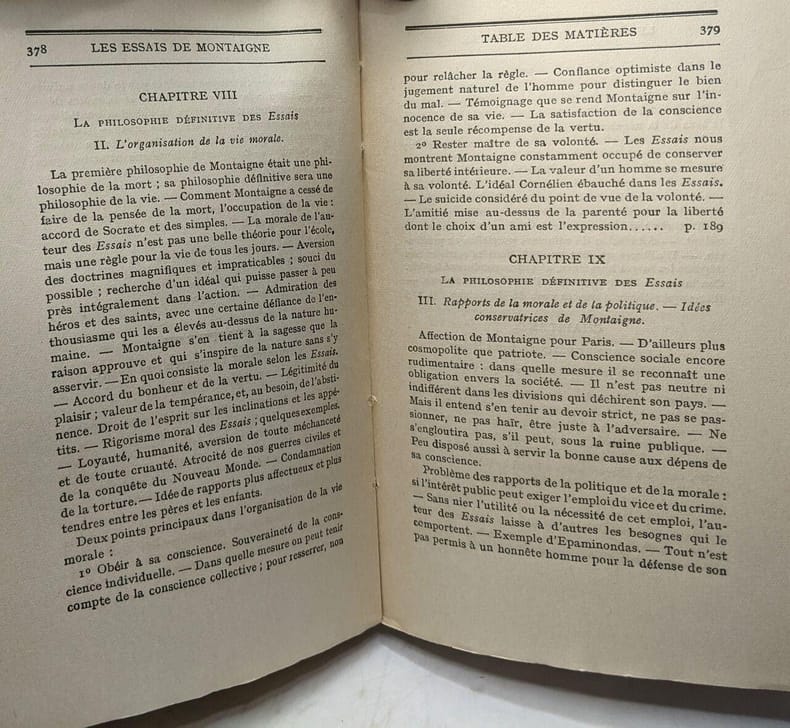 378 LES ESSAIS DE MONTAIGNE
CHAPITRE VIII
LA PHILOSOPHIE DÉFINITIVE DES Essais
II. L'organisation de la vie morale.
La première philosophie de Montaigne était une phi-
losophie de la mort ; sa philosophie définitive sera une
philosophie de la vie. — Comment Montaigne a cessé de
faire de la pensée de la mort, l'occupation de la vie :
accord de Socrate et des simples. — La morale de l'au-
teur des Essais n'est pas une belle théorie pour l'école,
mais une règle pour la vie de tous les jours. — Aversion
des doctrines magnifiques et impraticables ; souci du
possible ; recherche d'un idéal qui puisse passer à peu
près intégralement dans l'action. — Admiration des
héros et des saints, avec une certaine défiance de l'en-
thousiasme qui les a élevés au-dessus de la nature hu-
maine. — Montaigne s'en tient à la sagesse que la
raison approuve et qui s'inspire de la nature sans s'y
asservir. — En quoi consiste la morale selon les Essais.
— Accord du bonheur et de la vertu. — Légitimité du
plaisir ; valeur de la tempérance, et, au besoin, de l'absti-
nence. Droit de l'esprit sur les inclinations et les appé-
tits. — Rigorisme moral des Essais ; quelques exemples.
— Loyauté, humanité, aversion de toute méchanceté
et de toute cruauté. Atrocité de nos guerres civiles et
de la conquête du Nouveau Monde. — Condamnation
de la torture. — Idée de rapports plus affectueux et plus
tendres entre les pères et les enfants.
Deux points principaux dans l'organisation de la vie
morale :
1º Obéir à sa conscience. Souveraineté de la cons-
cience individuelle. — Dans quelle mesure on peut tenir
compte de la conscience collective ; pour resserrer, non
TABLE DES MATIÈRES 379
pour relâcher la règle. — Confiance optimiste dans le
jugement naturel de l'homme pour distinguer le bien
du mal. — Témoignage que se rend Montaigne sur l'in-
nocence de sa vie. — La satisfaction de la conscience
est la seule récompense de la vertu.
2º Rester maître de sa volonté. — Les Essais nous
montrent Montaigne constamment occupé de conserver
sa liberté intérieure. — La valeur d'un homme se mesure
à sa volonté. L'idéal Cornélien ébauché dans les Essais.
— Le suicide considéré du point de vue de la volonté. —
L'amitié mise au-dessus de la parenté pour la liberté
dont le choix d'un ami est l'expression...... p. 189
CHAPITRE IX
LA PHILOSOPHIE DÉFINITIVE DES Essais
III. Rapports de la morale et de la politique. — Idées
conservatrices de Montaigne.
Affection de Montaigne pour Paris. — D'ailleurs plus
cosmopolite que patriote. — Conscience sociale encore
rudimentaire : dans quelle mesure il se reconnaît une
obligation envers la société. — Il n'est pas neutre ni
indifférent dans les divisions qui déchirent son pays. —
Mais il entend s'en tenir au devoir strict, ne pas se pas-
sionner, ne pas haïr, être juste à l'adversaire. — Ne
s'engloutira pas, s'il peut, sous la ruine publique. —
Peu disposé aussi à servir la bonne cause aux dépens de
sa conscience.
Problème des rapports de la politique et de la morale :
si l'intérêt public peut exiger l'emploi du vice et du crime.
— Sans nier l'utilité ou la nécessité de cet emploi, l'au-
teur des Essais laisse à d'autres les besognes qui le
comportent. — Exemple d'Epaminondas. — Tout n'est
pas permis à un honnête homme pour la défense de son